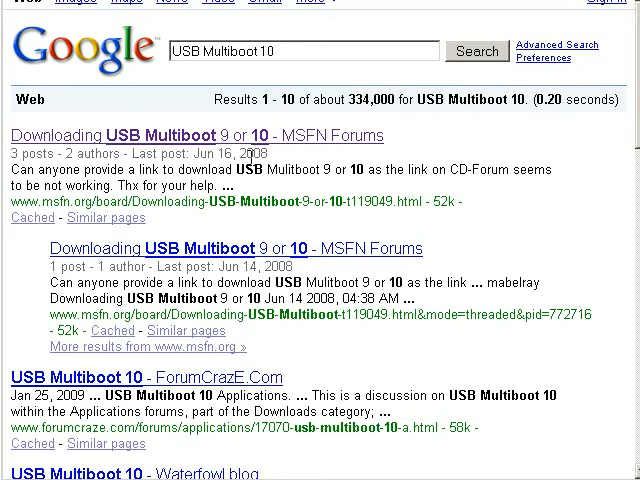 Web Images Maps News Video Gmail more Sign in
Google™ USB Multiboot 10 Search Advanced Search
Preferences
Web Results 1 - 10 of about 334,000 for USB Multiboot 10. (0.20 seconds)
Downloading USB Multiboot 9 or 10 - MSFN Forums
3 posts - 2 authors - Last post: Jun 16, 2008
Can anyone provide a link to download USB Mulitboot 9 or 10 as the link on CD-Forum seems
to be not working. Thx for your help. ...
www.msfn.org/board/Downloading-USB-Multiboot-9-or-10-t119049.html - 52k -
Cached - Similar pages
Downloading USB Multiboot 9 or 10 - MSFN Forums
1 post - 1 author - Last post: Jun 14, 2008
Can anyone provide a link to download USB Mulitboot 9 or 10 as the link ... mabelray
Downloading USB Multiboot 9 or 10 Jun 14 2008, 04:38 AM ...
www.msfn.org/board/Downloading-USB-Multiboot-t119049.html&mode=threaded&pid=772716
- 52k - Cached - Similar pages
More results from www.msfn.org »
USB Multiboot 10 - ForumCrazE.Com
Jan 25, 2009 ... USB Multiboot 10 Applications. ... This is a discussion on USB Multiboot 10
within the Applications forums, part of the Downloads category; ...
www.forumcraze.com/forums/applications/17070-usb-multiboot-10-a.html - 58k -
Cached - Similar pages
USB Multiboot 10 - Waterfowl blog